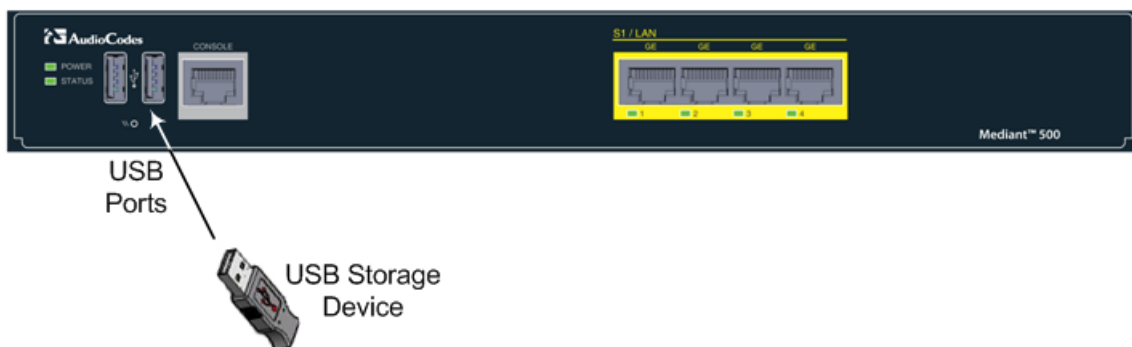 AudioCodes
POWER
STATUS
CONSOLE
S1 / LAN
GE GE GE GE
1 2 3 4
Mediant™ 500
USB
Ports
USB Storage
Device